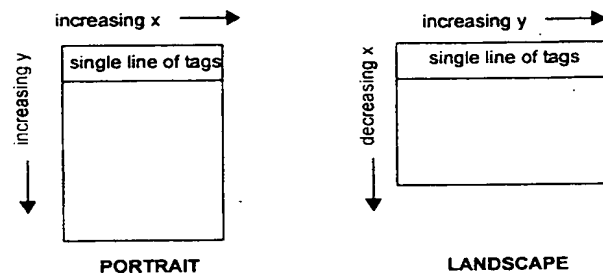 increasing x
increasing y
single line of tags
PORTRAIT
increasing y
decreasing x
single line of tags
LANDSCAPE